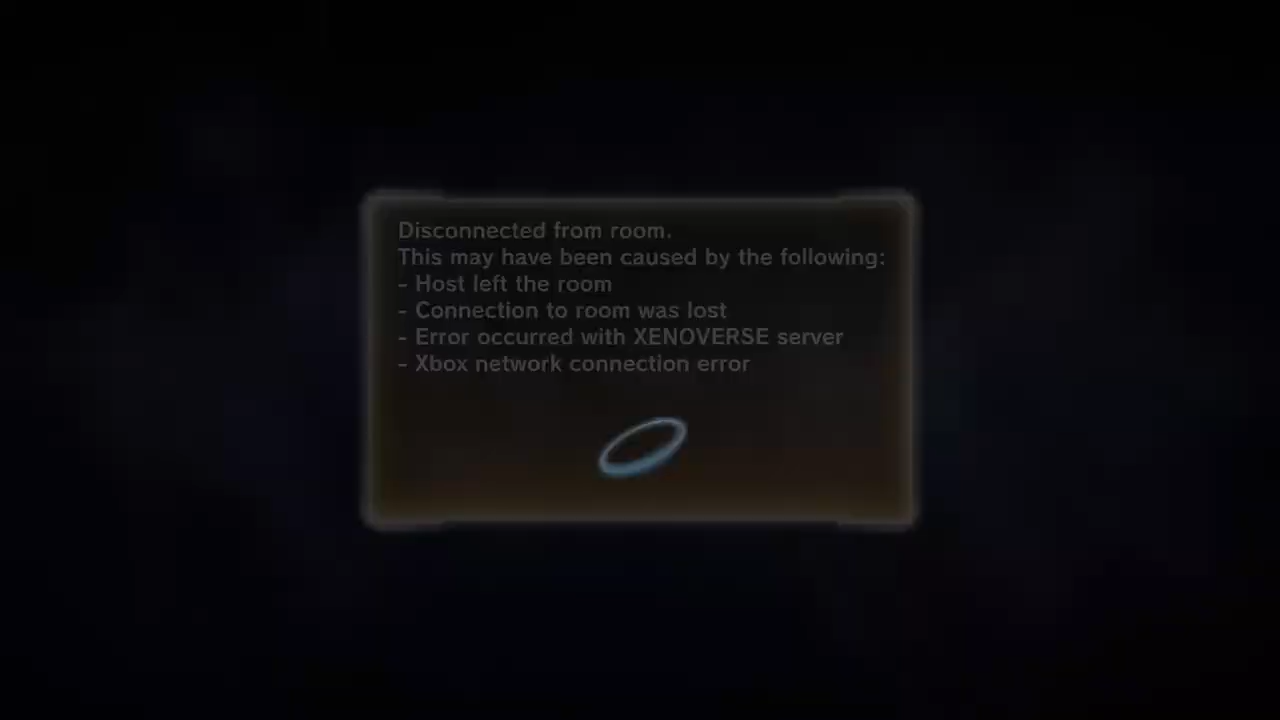 Disconnected from room.
This may have been caused by the following:
- Host left the room
- Connection to room was lost
- Error occurred with XENOVERSE server
- Xbox network connection error